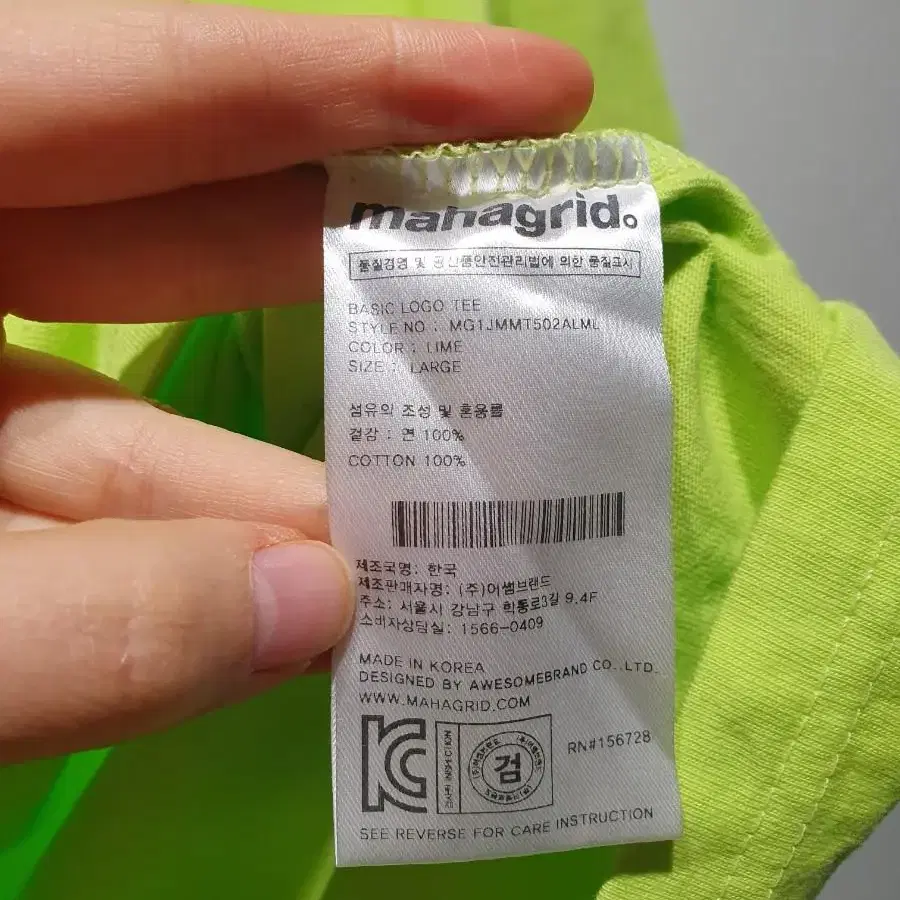 mahagrid.
품질경영 및 공산품안전관리법에 의한 품질표시
BASIC LOGO TEE
STYLE NO : MG1JMMT502ALML
COLOR : LIME
SIZE : LARGE
섬유의 조성 및 혼용률
겉감 : 면 100%
COTTON 100%
제조국명: 한국
제조판매자명: (주)어썸브랜드
주소: 서울시 강남구 학동로3길 9.4F
소비자상담실: 1566-0409
MADE IN KOREA
DESIGNED BY AWESOMEBRAND CO.,LTD.
WWW.MAHAGRID.COM
KC
INSPECTION
검
RN#156728
SEE REVERSE FOR CARE INSTRUCTION